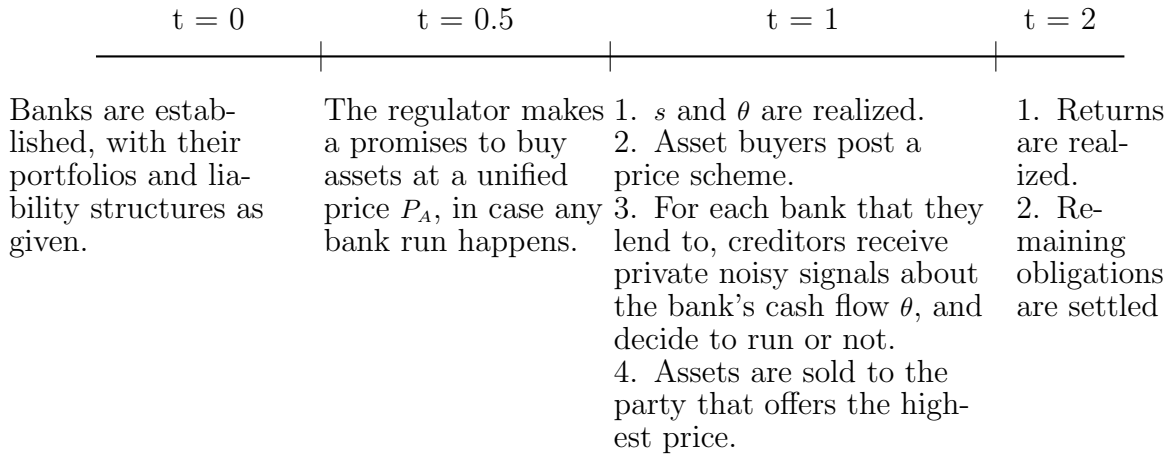 t = 0
t = 0.5
t = 1
t = 2
Banks are estab-
lished, with their
portfolios and lia-
bility structures as
given.
The regulator makes
a promises to buy
assets at a unified
price P_A, in case any
bank run happens.
1. s and θ are realized.
2. Asset buyers post a
price scheme.
3. For each bank that they
lend to, creditors receive
private noisy signals about
the bank's cash flow θ, and
decide to run or not.
4. Assets are sold to the
party that offers the high-
est price.
1. Returns
are real-
ized.
2. Re-
maining
obligations
are settled